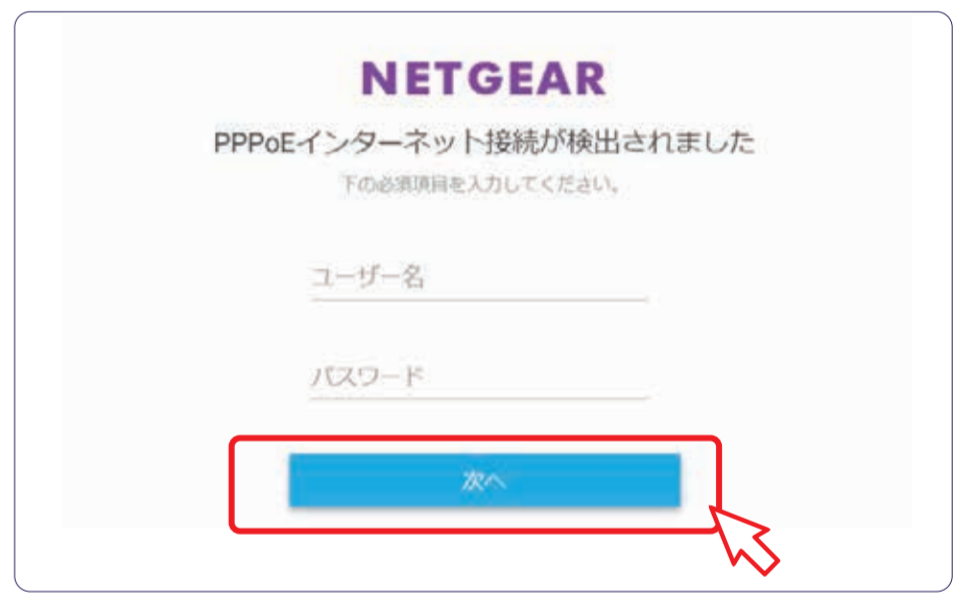 NETGEAR
PPPoEインターネット接続が検出されました
下の必須項目を入力してください。
ユーザー名
パスワード
次へ